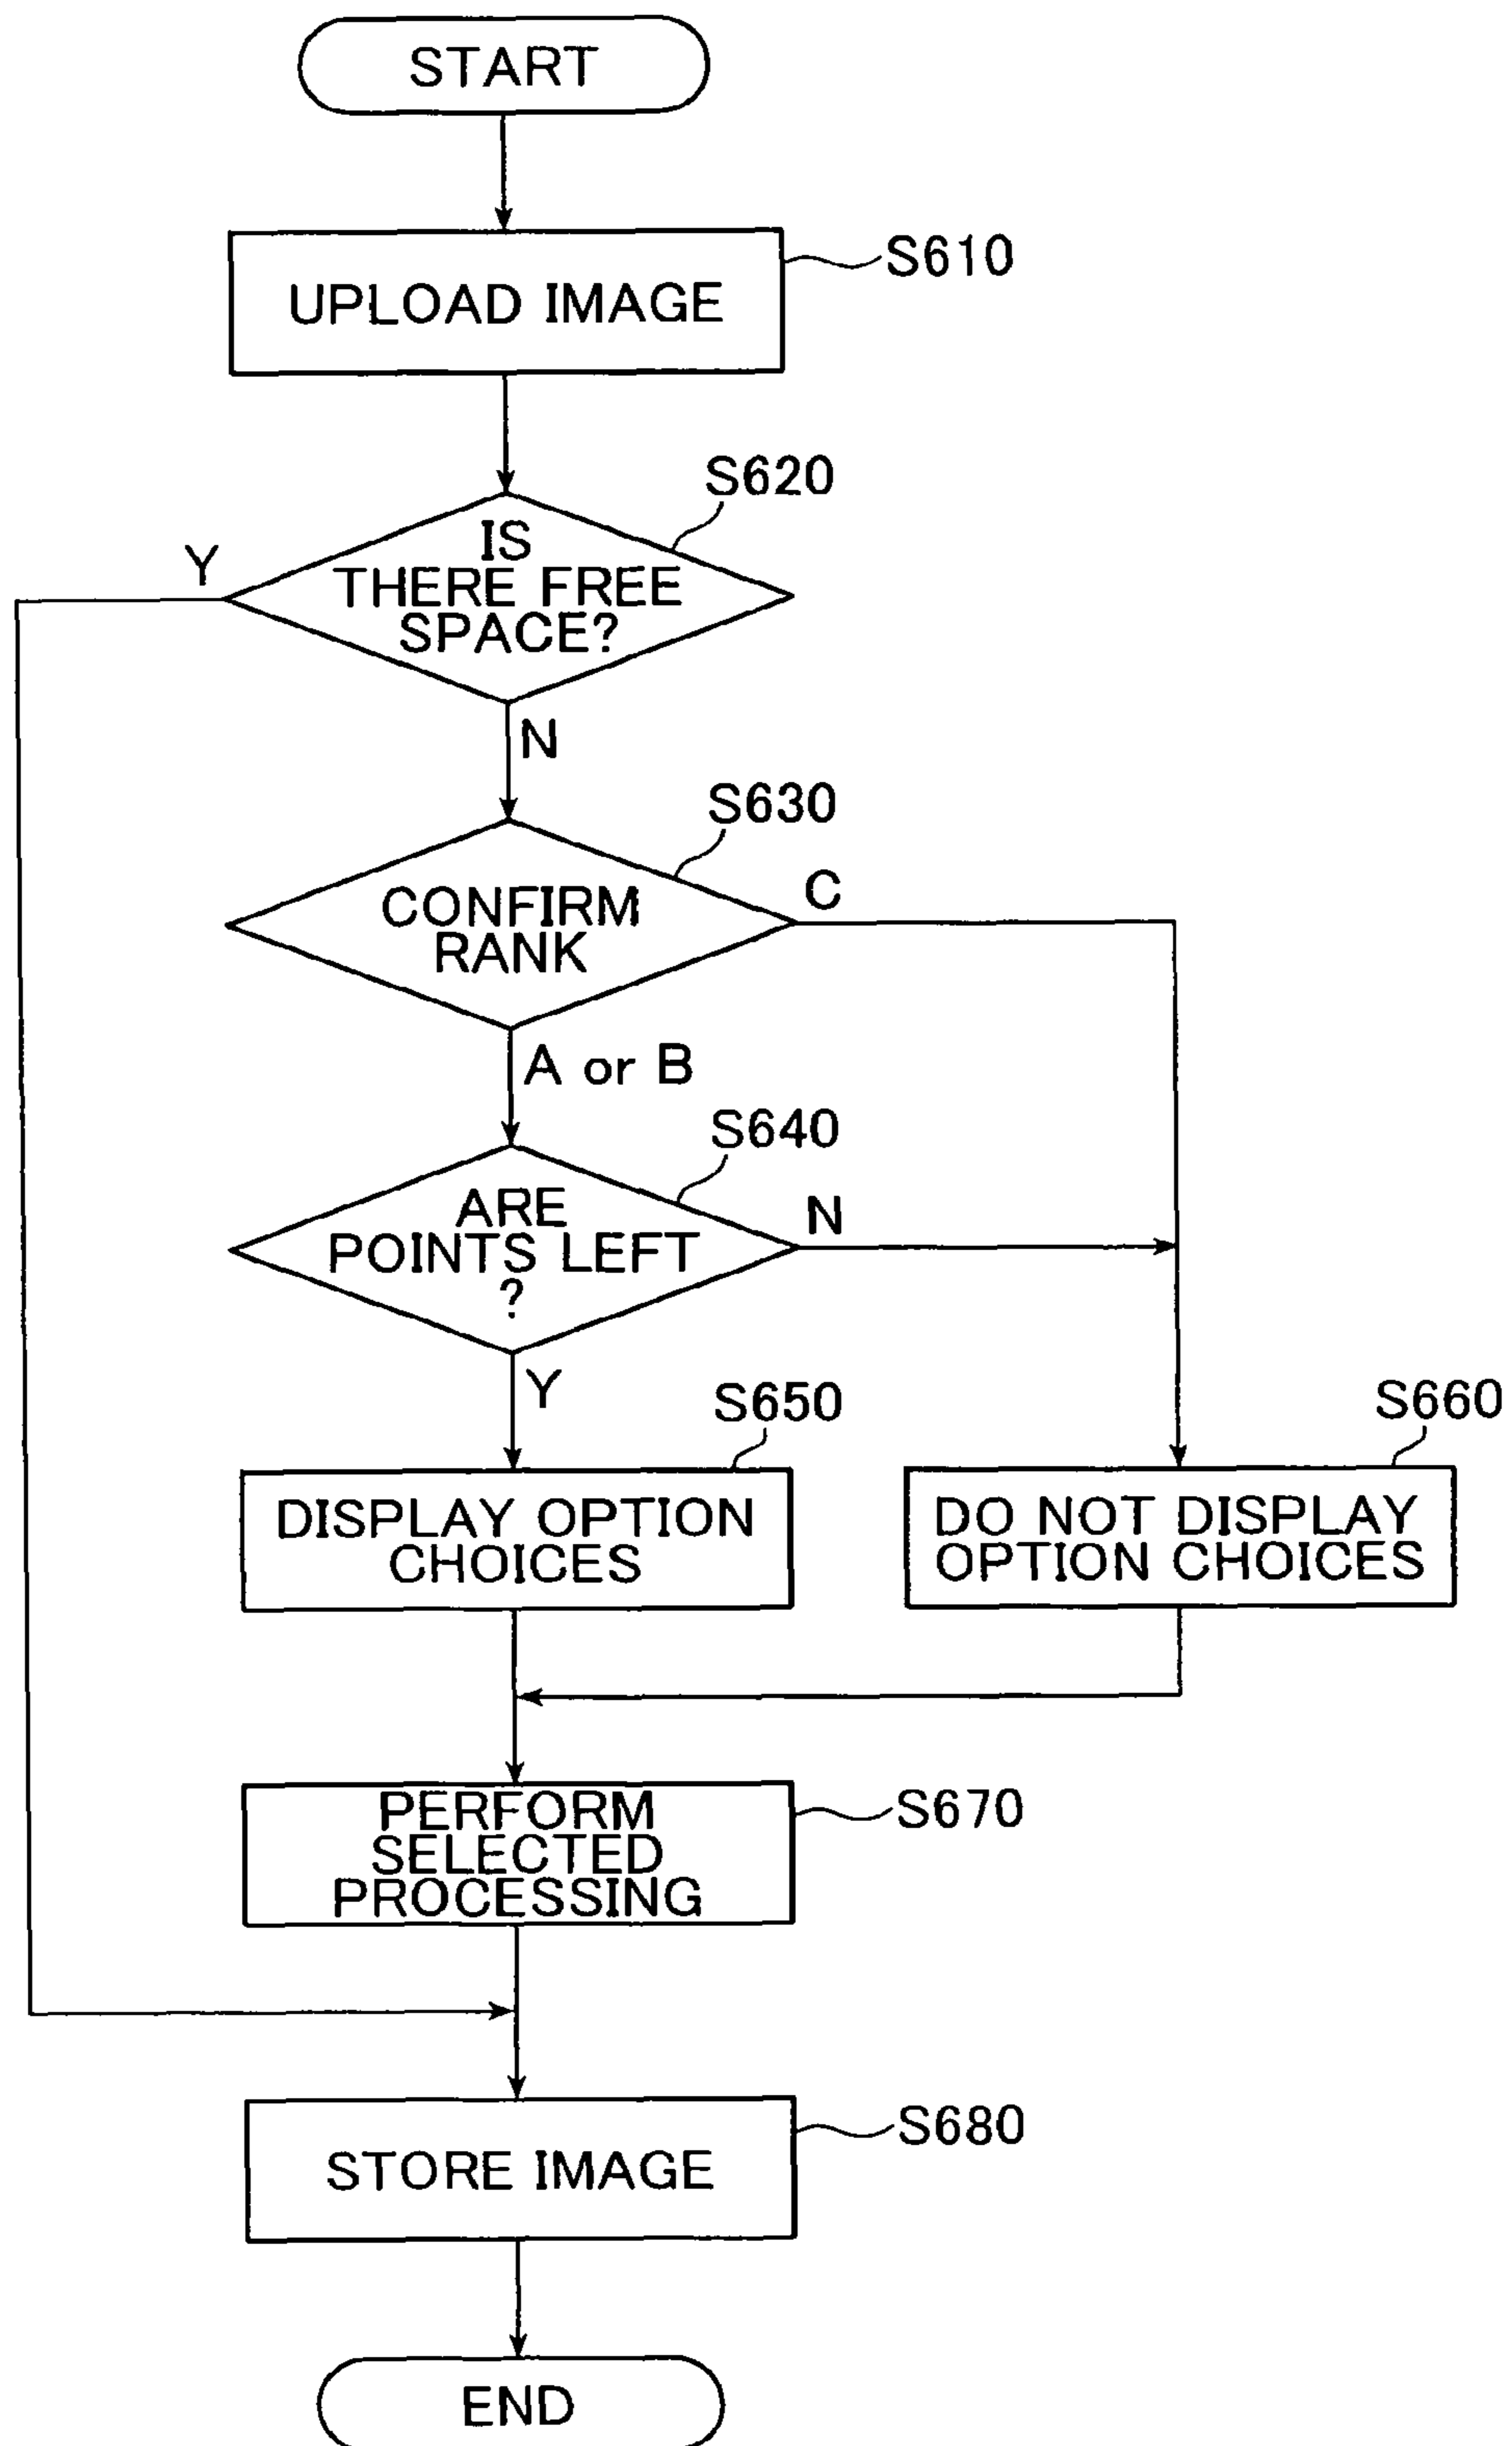 START
UPLOAD IMAGE
S610
S620
Y
IS
THERE FREE
SPACE?
N
S630
C
CONFIRM
RANK
A or B
S640
N
ARE
POINTS LEFT
?
Y
S650
S660
DISPLAY OPTION
CHOICES
DO NOT DISPLAY
OPTION CHOICES
PERFORM
SELECTED
PROCESSING
S670
S680
STORE IMAGE
END